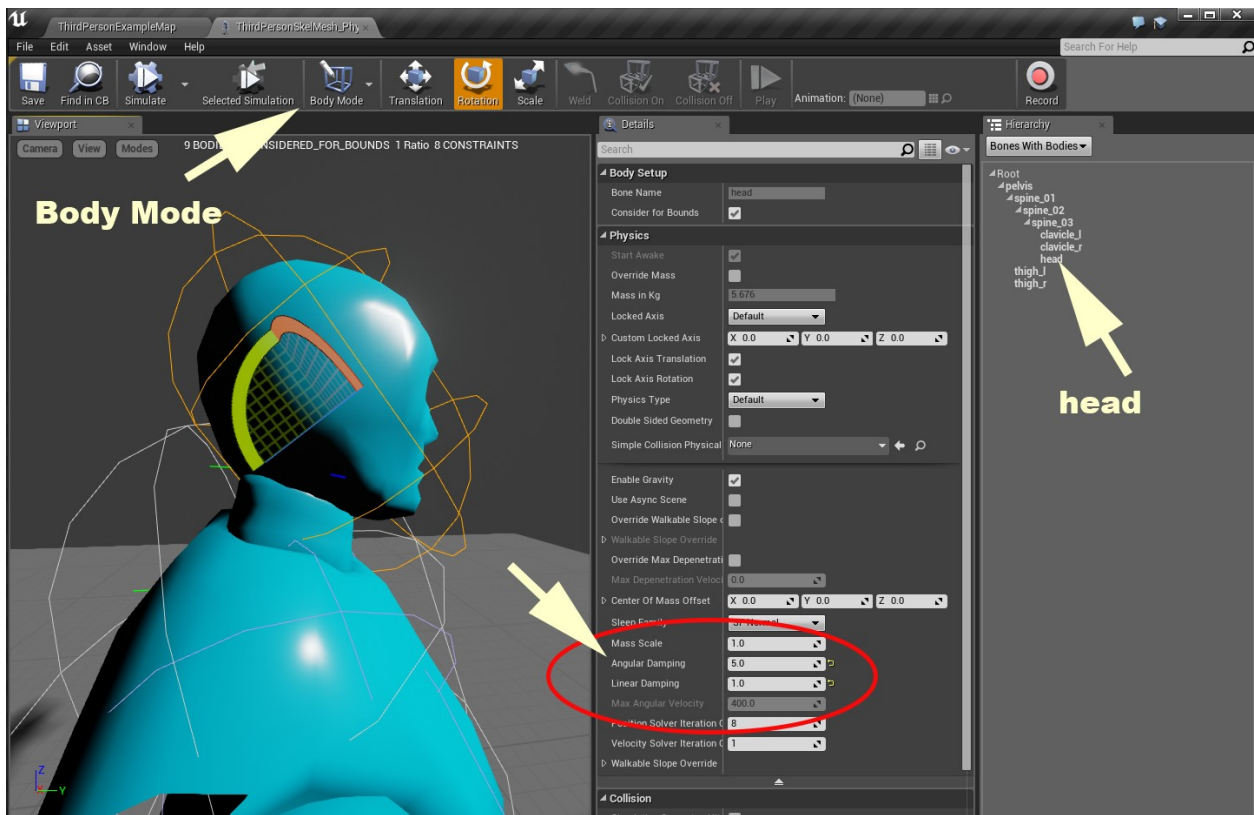 ThirdPersonExampleMap
ThirdPersonSkelMesh_Phy
File Edit Asset Window Help
Search For Help
Save Find in CB Simulate Selected Simulation Body Mode Translation Rotation Scale Weld Collision On Collision Off Play Animation: (None) Record
Viewport
Camera View Modes
9 CONSIDERED_FOR_BOUNDS 1 Ratio 8 CONSTRAINTS
Body Mode
Z
Y
Details
Search
Body Setup
Bone Name head
Consider for Bounds
Physics
Start Awake
Override Mass
Mass in Kg 5.676
Locked Axis Default
Custom Locked Axis X 0.0 Y 0.0 Z 0.0
Lock Axis Translation
Lock Axis Rotation
Physics Type Default
Double Sided Geometry
Simple Collision Physical None
Enable Gravity
Use Async Scene
Override Walkable Slope
Walkable Slope Override
Override Max Depenetrati
Max Depenetration Veloci 0.0
Center Of Mass Offset X 0.0 Y 0.0 Z 0.0
Sleep Family SF Normal
Mass Scale 1.0
Angular Damping 5.0
Linear Damping 1.0
Max Angular Velocity 400.0
Position Solver Iteration C 8
Velocity Solver Iteration C 1
Walkable Slope Override
Collision
Hierarchy
Bones With Bodies
Root
pelvis
spine_01
spine_02
spine_03
clavicle_l
clavicle_r
head
thigh_l
thigh_r
head